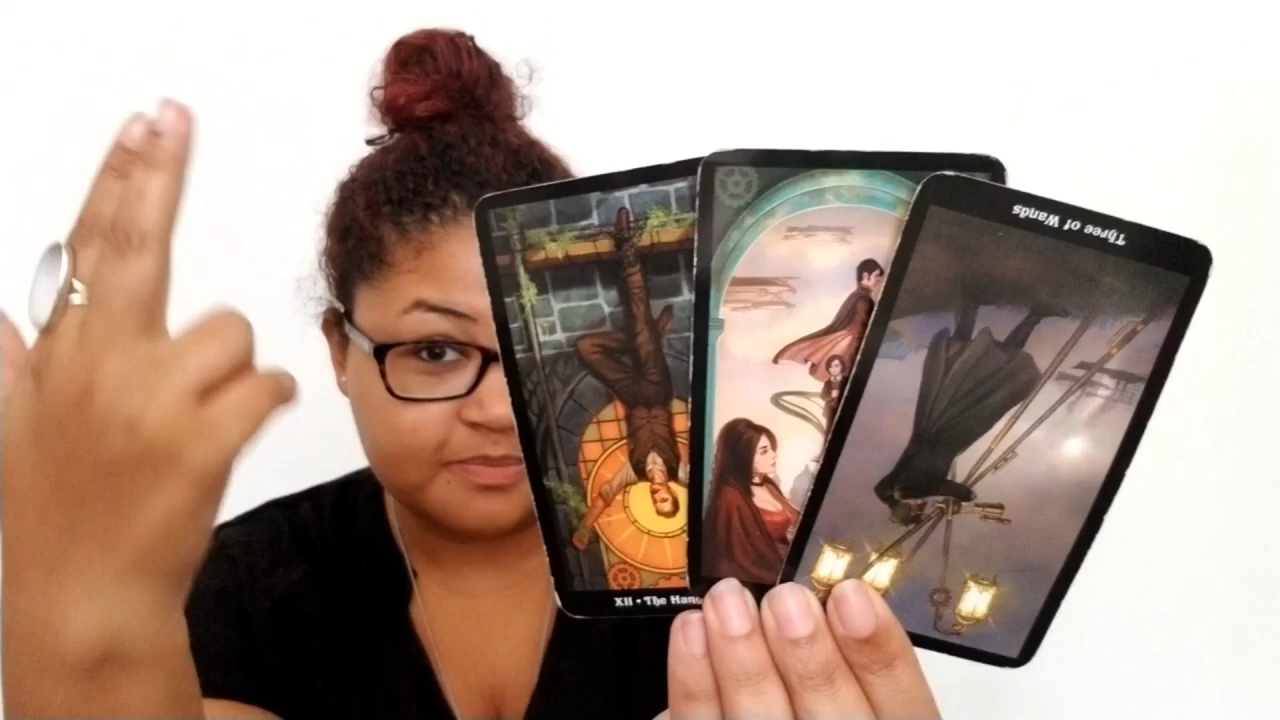 XII • The Hang
Three of Wands